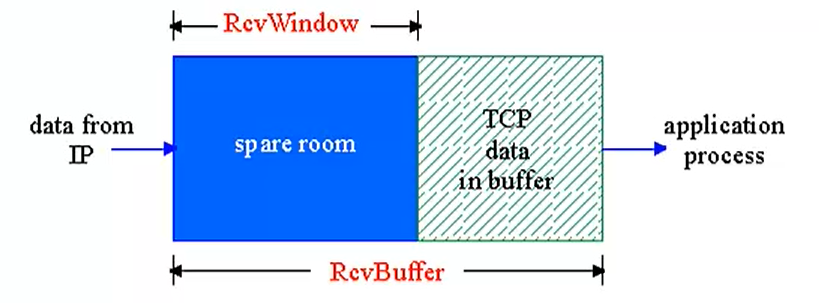 RcvWindow
data from
IP
spare room
TCP
data
in buffer
application
process
RcvBuffer